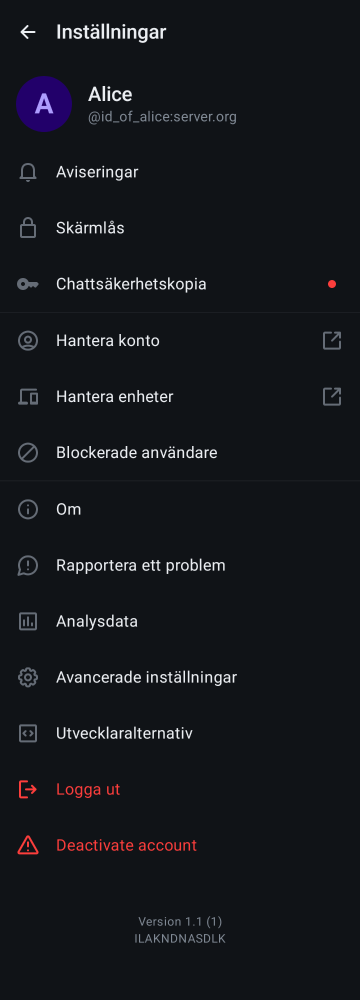 Inställningar
A
Alice
@id_of_alice:server.org
Aviseringar
Skärmlås
Chattsäkerhetskopia
Hantera konto
Hantera enheter
Blockerade användare
Om
Rapportera ett problem
Analysdata
Avancerade inställningar
Utvecklaralternativ
Logga ut
Deactivate account
Version 1.1 (1)
ILAKNDNASDLK